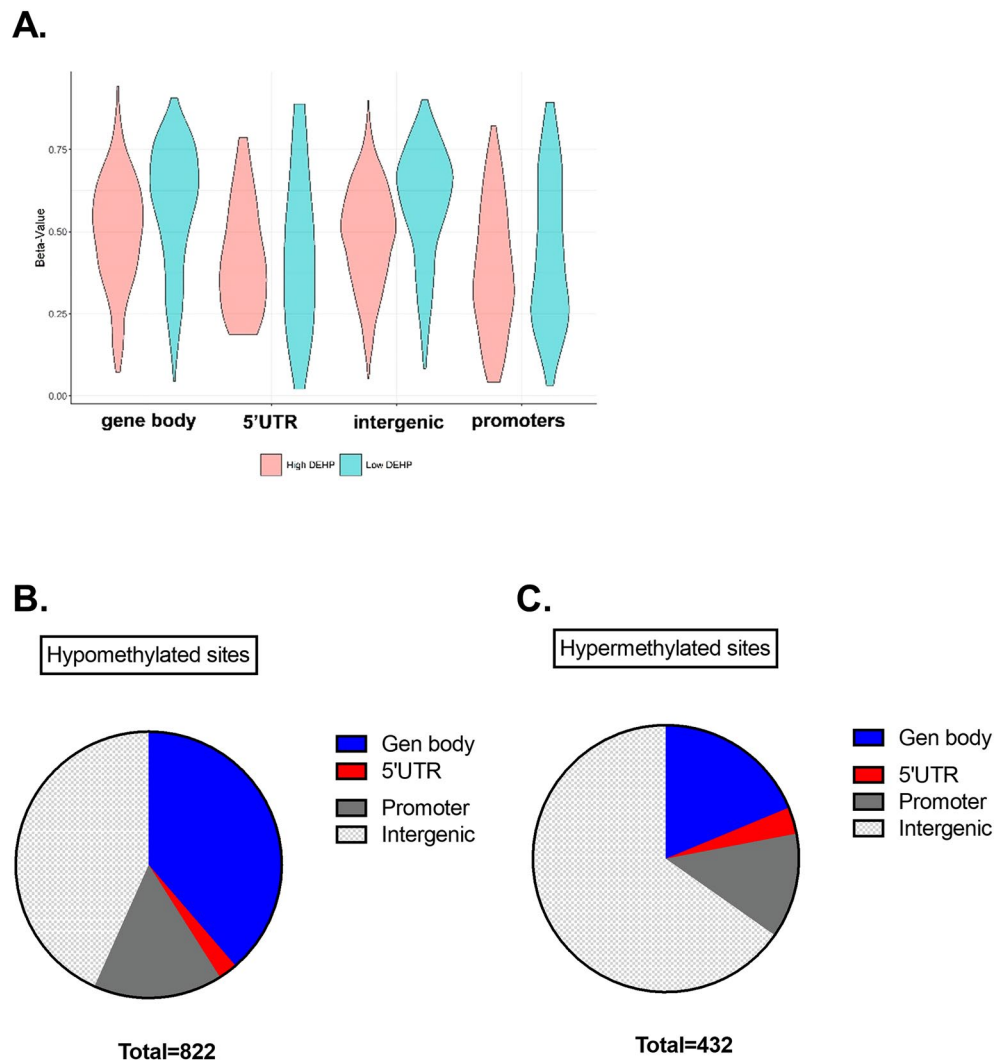 A.
Beta-Value
0.75
0.50
0.25
0.00
gene body 5'UTR intergenic promoters
High DEHP Low DEHP
B.
Hypomethylated sites
Gen body
5'UTR
Promoter
Intergenic
Total=822
C.
Hypermethylated sites
Gen body
5'UTR
Promoter
Intergenic
Total=432